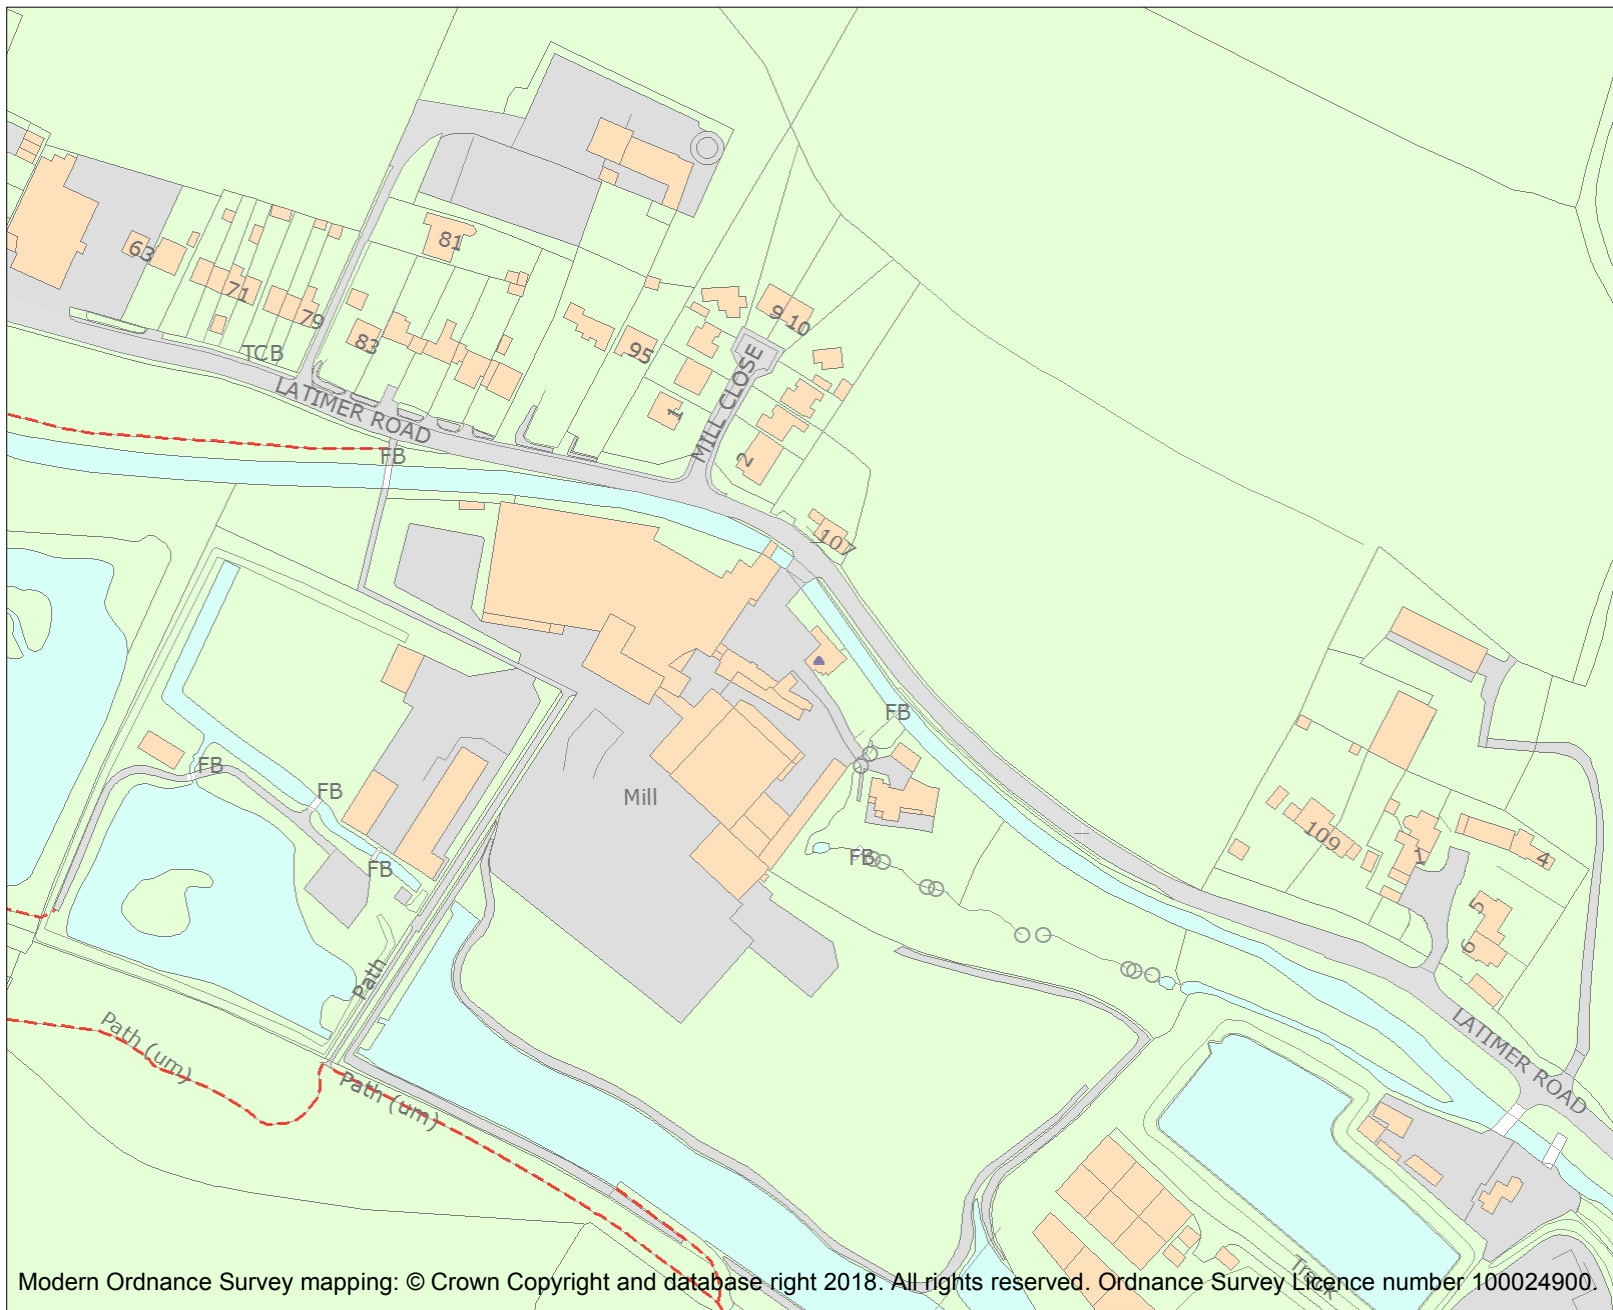 81
63
71
79
TCB
83
95
9
10
MILL CLOSE
1
2
LATIMER ROAD
FB
107
FB
FB
FB
Mill
FB
FB
109
1
4
5
6
Path
LATIMER ROAD
Path (um)
Path (um)
Track
Modern Ordnance Survey mapping: © Crown Copyright and database right 2018. All rights reserved. Ordnance Survey Licence number 100024900.